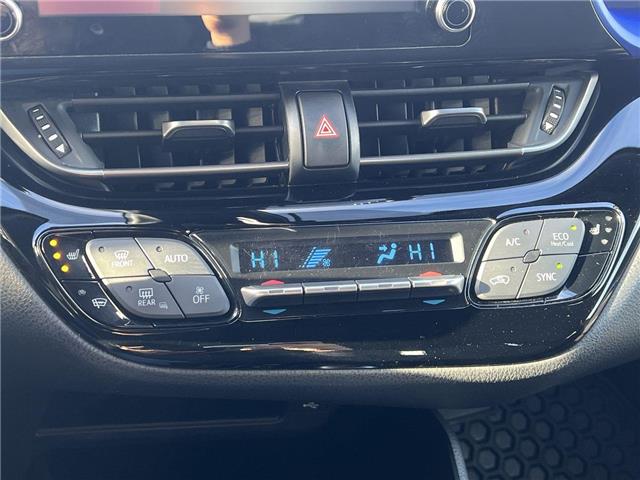 HI
HI
FRONT
AUTO
REAR
OFF
A/C
ECO
Heat/Cool
SYNC